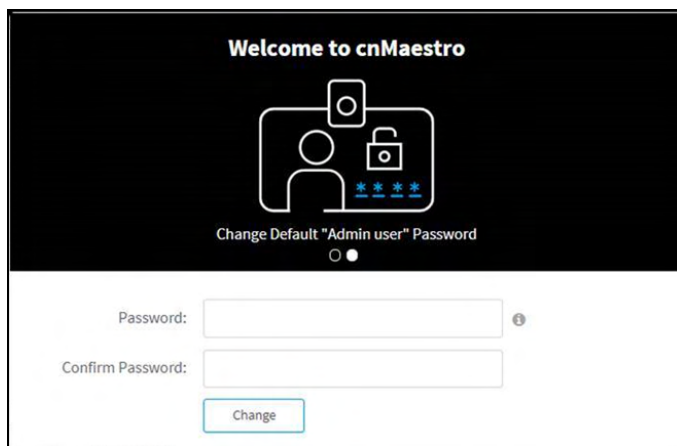 Welcome to cnMaestro
****
Change Default "Admin user" Password
Password:
Confirm Password:
Change